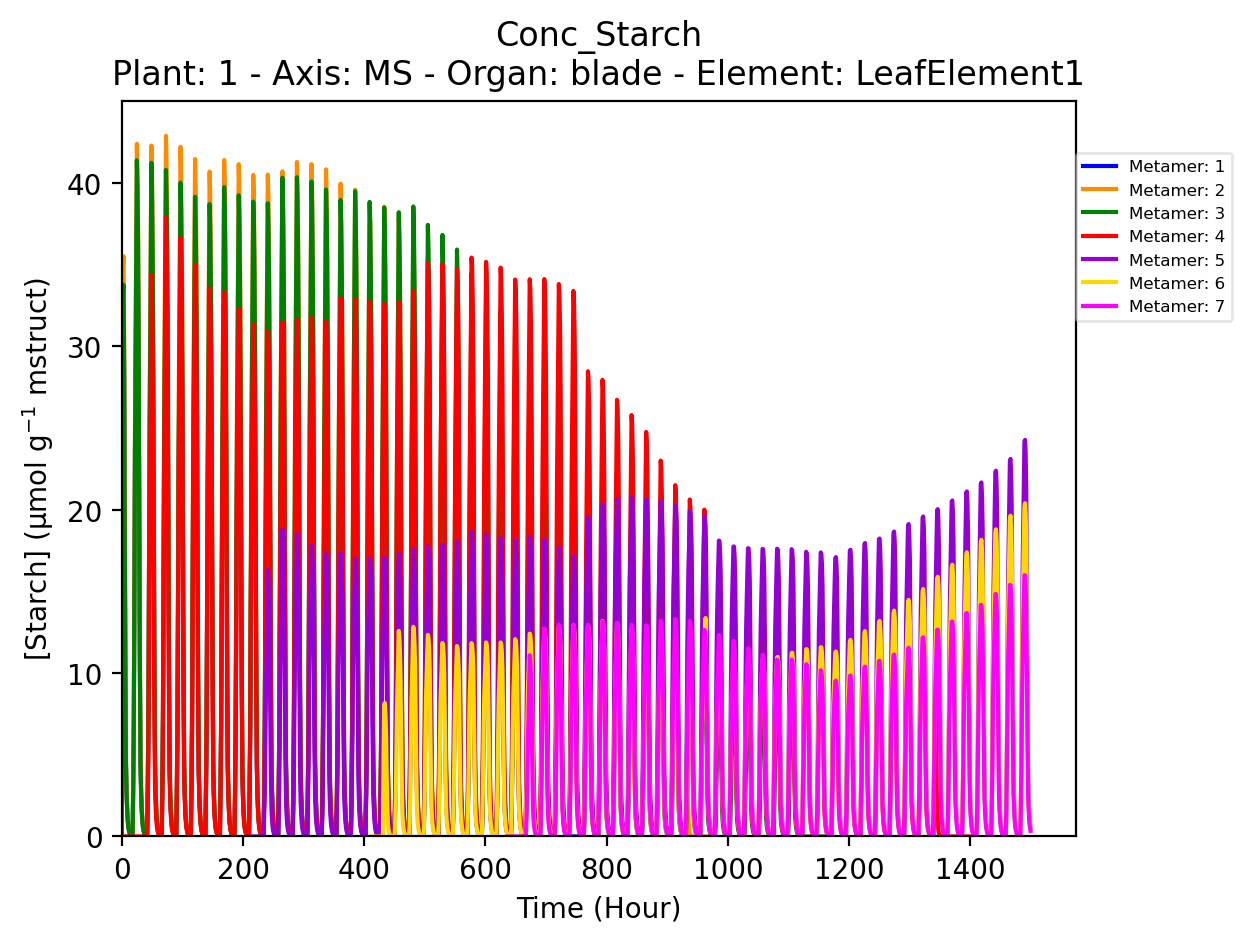 Conc_Starch
Plant: 1 - Axis: MS - Organ: blade - Element: LeafElement1
[Starch] (µmol g⁻¹ mstruct)
40
30
20
10
0
0 200 400 600 800 1000 1200 1400
Time (Hour)
Metamer: 1
Metamer: 2
Metamer: 3
Metamer: 4
Metamer: 5
Metamer: 6
Metamer: 7